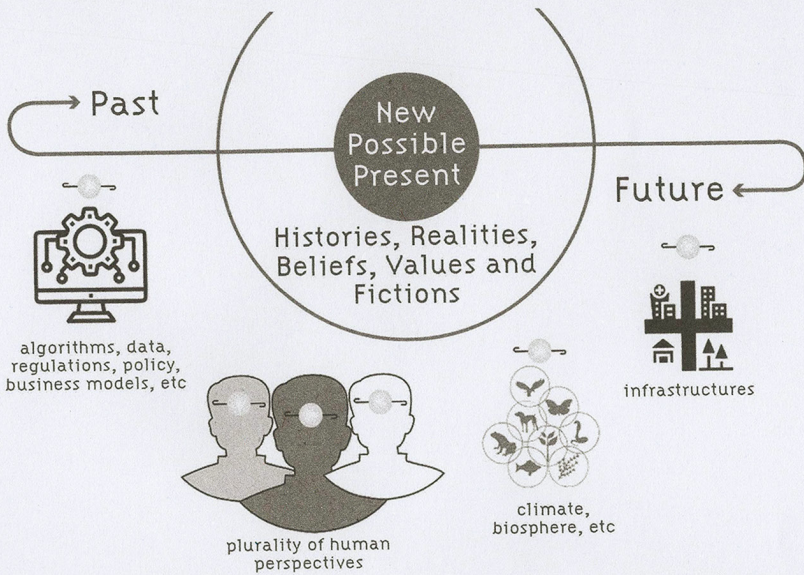 Past
New
Possible
Present
Future
Histories, Realities,
Beliefs, Values and
Fictions
algorithms, data,
regulations, policy,
business models, etc
infrastructures
plurality of human
perspectives
climate,
biosphere, etc